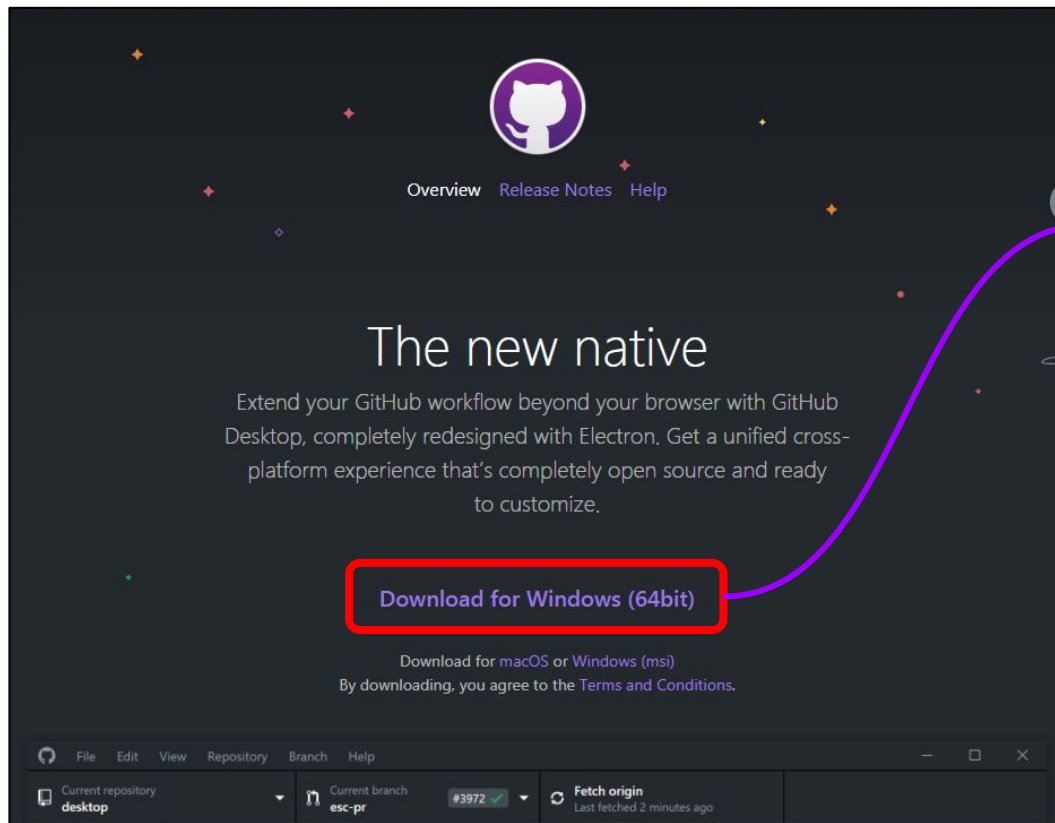 Overview Release Notes Help
The new native
Extend your GitHub workflow beyond your browser with GitHub
Desktop, completely redesigned with Electron. Get a unified cross-
platform experience that's completely open source and ready
to customize.
Download for Windows (64bit)
Download for macOS or Windows (msi)
By downloading, you agree to the Terms and Conditions.
File Edit View Repository Branch Help
Current repository
desktop
Current branch
esc-pr
#3972
Fetch origin
Last fetched 2 minutes ago